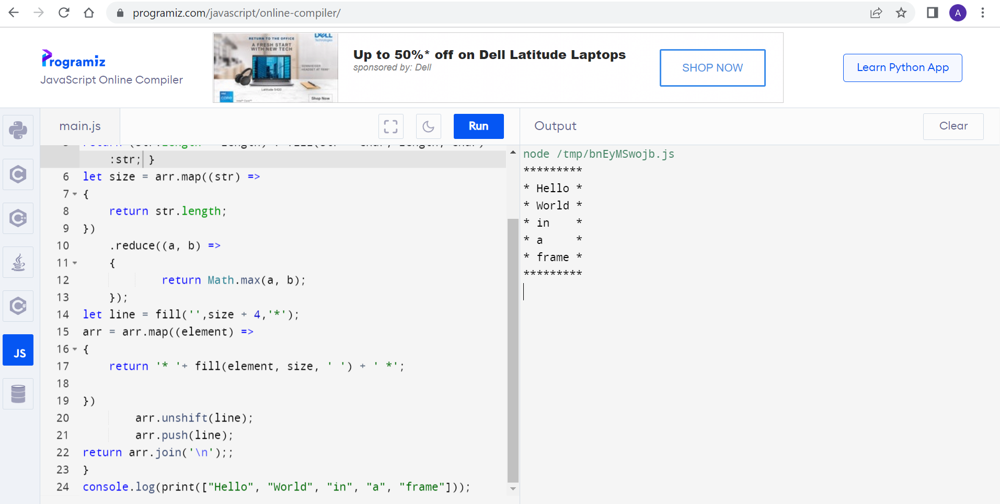 programiz.com/javascript/online-compiler/
A
Programiz
JavaScript Online Compiler
RETURN TO THE OFFICE
A FRESH START
WITH NEW TECH
DELL
Technologies
SENNHEISER
Latitude 5420
intel
CORE
Shop Now
Up to 50%* off on Dell Latitude Laptops
sponsored by: Dell
SHOP NOW
Learn Python App
main.js
Run
Output
Clear
:str; }
6 let size = arr.map((str) =>
7 {
8 return str.length;
9 })
10 .reduce((a, b) =>
11 {
12 return Math.max(a, b);
13 });
14 let line = fill('',size + 4,'*');
15 arr = arr.map((element) =>
16 {
17 return '* '+ fill(element, size, ' ') + ' *';
18
19 })
20 arr.unshift(line);
21 arr.push(line);
22 return arr.join('\n');;
23 }
24 console.log(print(["Hello", "World", "in", "a", "frame"]));
JS
node /tmp/bnEyMSwojb.js
*********
* Hello *
* World *
* in    *
* a     *
* frame *
*********